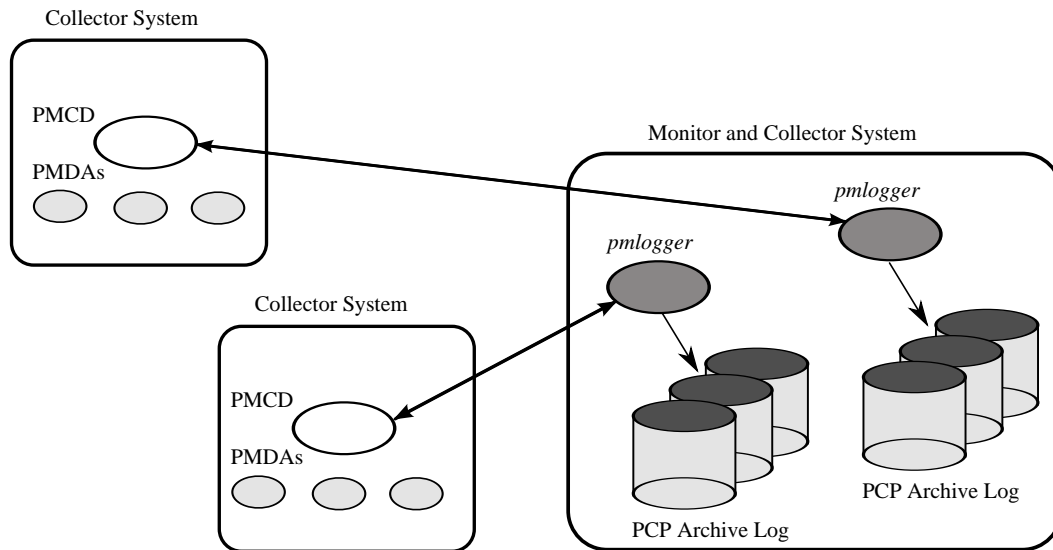 Collector System
PMCD
PMDAs
Monitor and Collector System
pmlogger
pmlogger
Collector System
PMCD
PMDAs
PCP Archive Log
PCP Archive Log